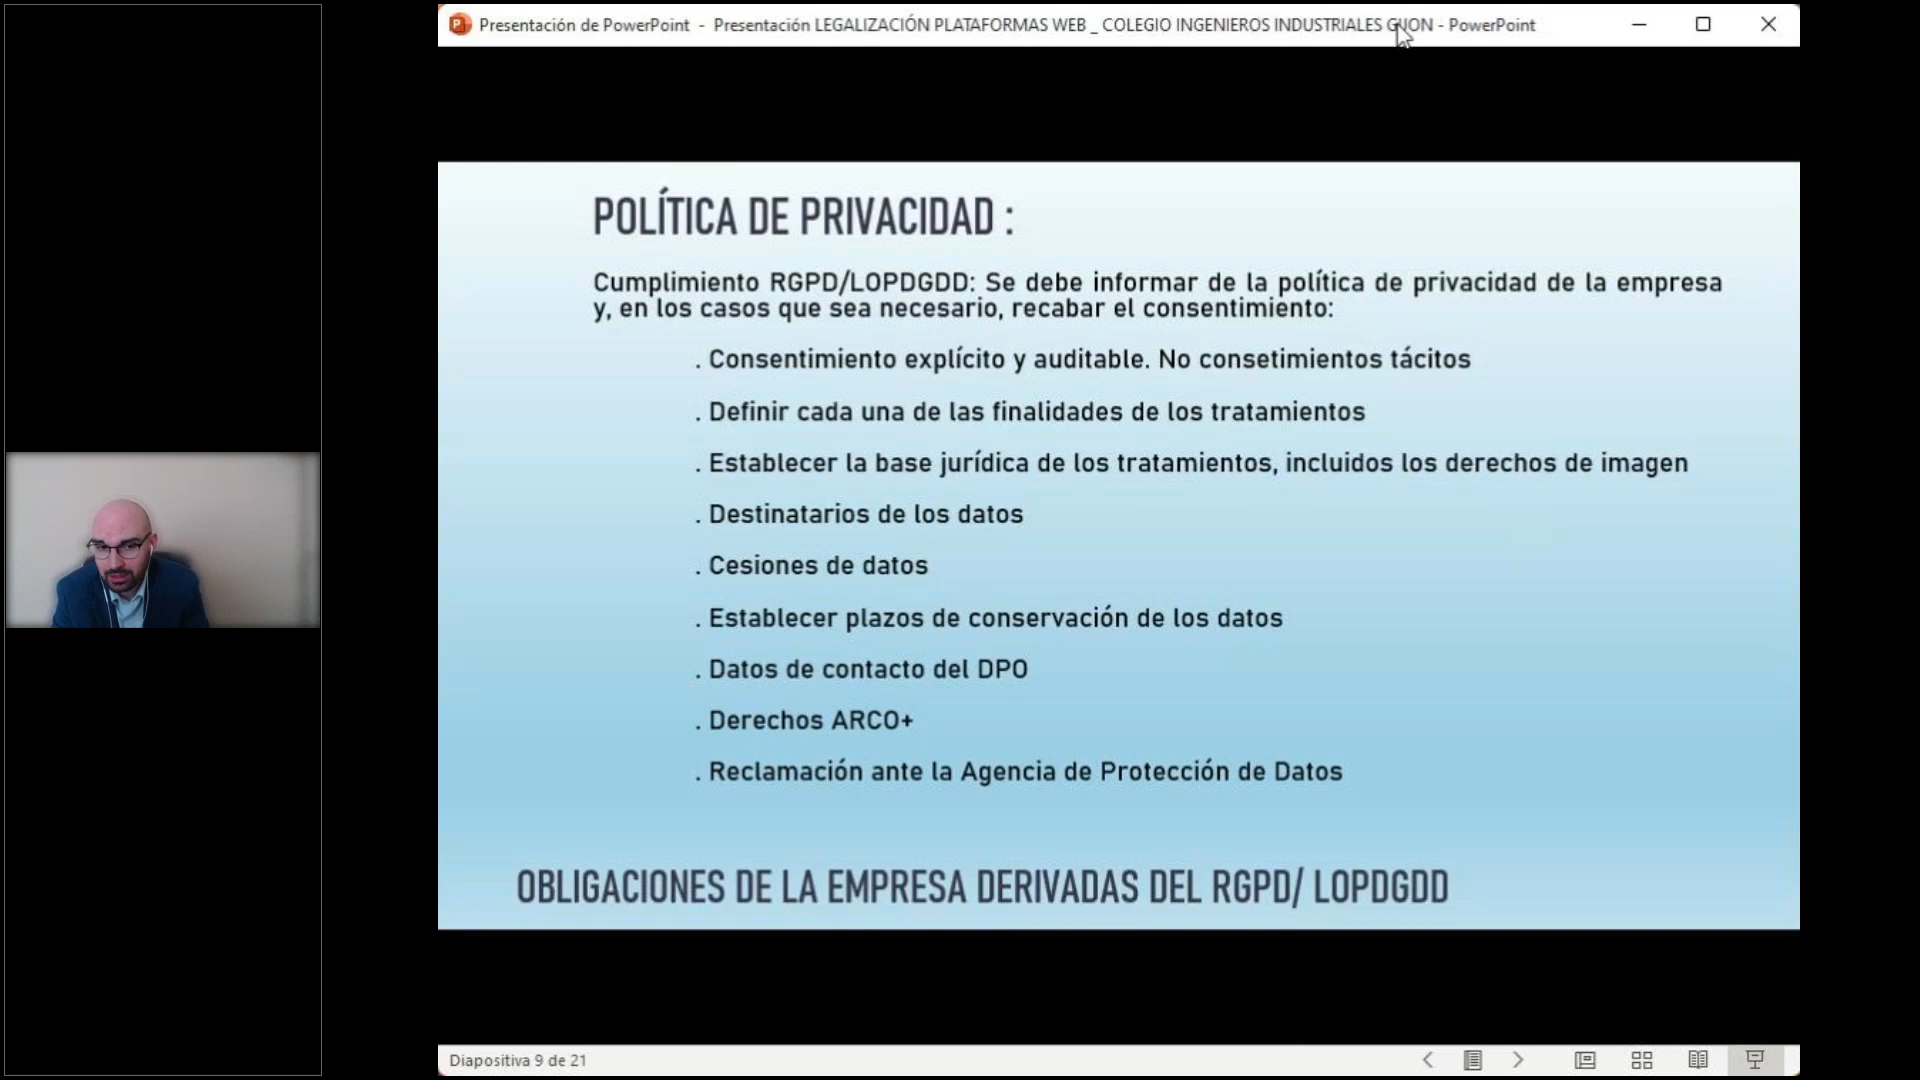 Presentación de PowerPoint - Presentación LEGALIZACIÓN PLATAFORMAS WEB _ COLEGIO INGENIEROS INDUSTRIALES GIJON - PowerPoint
POLÍTICA DE PRIVACIDAD :
Cumplimiento RGPD/LOPDGDD: Se debe informar de la política de privacidad de la empresa
y, en los casos que sea necesario, recabar el consentimiento:
. Consentimiento explícito y auditable. No consetimientos tácitos
. Definir cada una de las finalidades de los tratamientos
. Establecer la base jurídica de los tratamientos, incluidos los derechos de imagen
. Destinatarios de los datos
. Cesiones de datos
. Establecer plazos de conservación de los datos
. Datos de contacto del DPO
. Derechos ARCO+
. Reclamación ante la Agencia de Protección de Datos
OBLIGACIONES DE LA EMPRESA DERIVADAS DEL RGPD/ LOPDGDD
Diapositiva 9 de 21